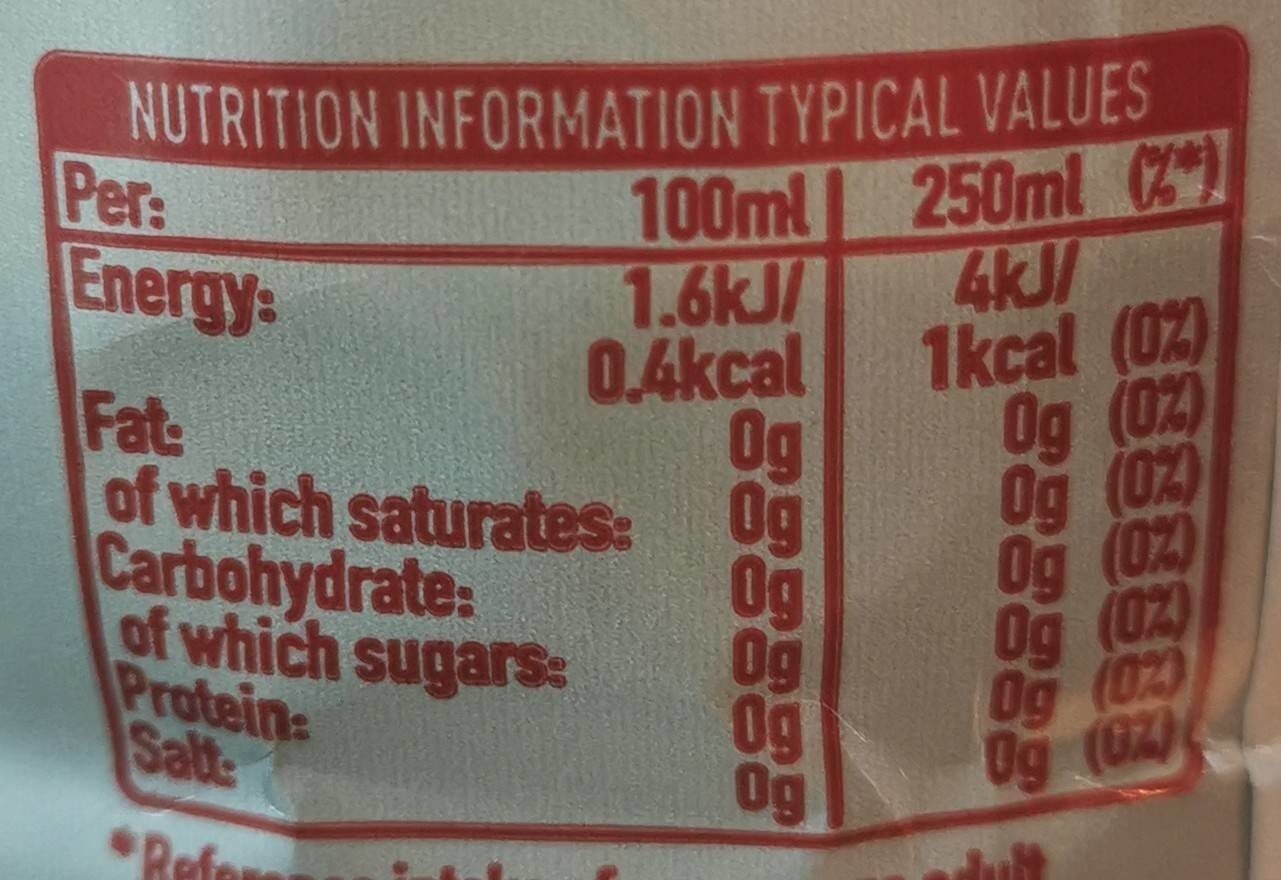 NUTRITION INFORMATION TYPICAL VALUES
Per: 100ml 250ml (%*)
Energy: 1.6kJ/ 4kJ/
0.4kcal 1kcal (0%)
Fat: 0g 0g (0%)
of which saturates: 0g 0g (0%)
Carbohydrate: 0g 0g (0%)
of which sugars: 0g 0g (0%)
Protein: 0g 0g (0%)
Salt: 0g 0g (0%)
adult